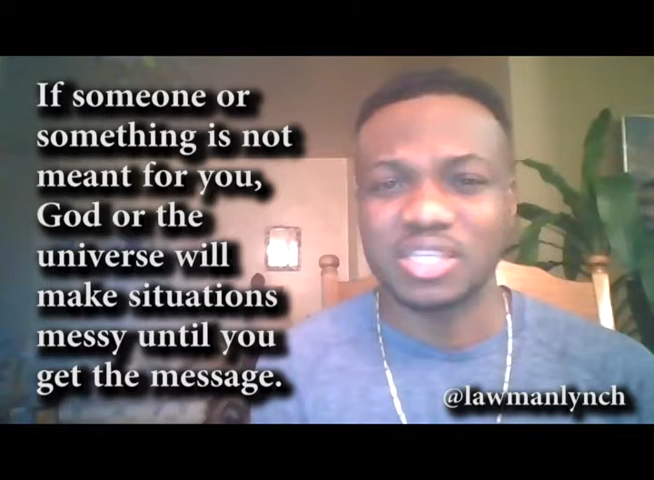 If someone or
something is not
meant for you,
God or the
universe will
make situations
messy until you
get the message.
@lawmanlynch